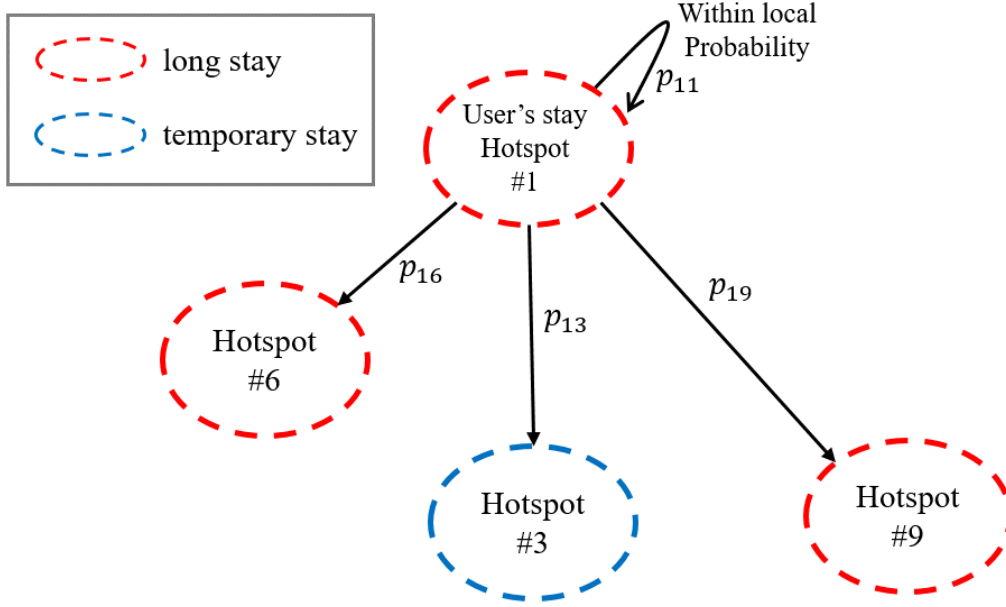 long stay
temporary stay
Within local
Probability
p₁₁
User's stay
Hotspot
#1
p₁₆
p₁₃
p₁₉
Hotspot
#6
Hotspot
#3
Hotspot
#9